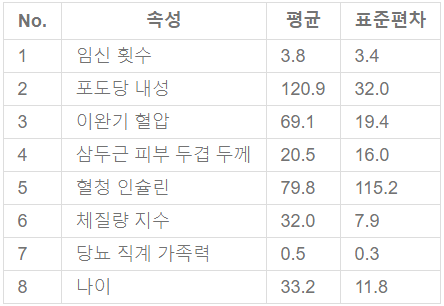 No. 속성 평균 표준편차
1 임신 횟수 3.8 3.4
2 포도당 내성 120.9 32.0
3 이완기 혈압 69.1 19.4
4 삼두근 피부 두겹 두께 20.5 16.0
5 혈청 인슐린 79.8 115.2
6 체질량 지수 32.0 7.9
7 당뇨 직계 가족력 0.5 0.3
8 나이 33.2 11.8